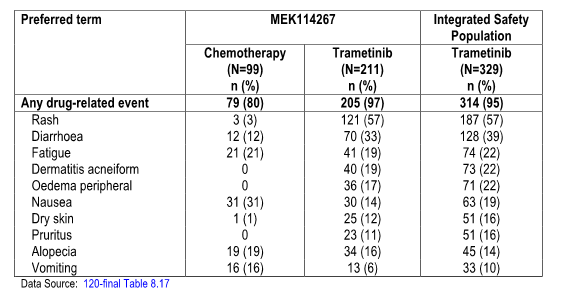 Preferred term MEK114267 Integrated Safety
Population
Chemotherapy Trametinib Trametinib
(N=99) (N=211) (N=329)
n (%) n (%) n (%)
Any drug-related event 79 (80) 205 (97) 314 (95)
Rash 3 (3) 121 (57) 187 (57)
Diarrhoea 12 (12) 70 (33) 128 (39)
Fatigue 21 (21) 41 (19) 74 (22)
Dermatitis acneiform 0 40 (19) 73 (22)
Oedema peripheral 0 36 (17) 71 (22)
Nausea 31 (31) 30 (14) 63 (19)
Dry skin 1 (1) 25 (12) 51 (16)
Pruritus 0 23 (11) 51 (16)
Alopecia 19 (19) 34 (16) 45 (14)
Vomiting 16 (16) 13 (6) 33 (10)
Data Source: 120-final Table 8.17